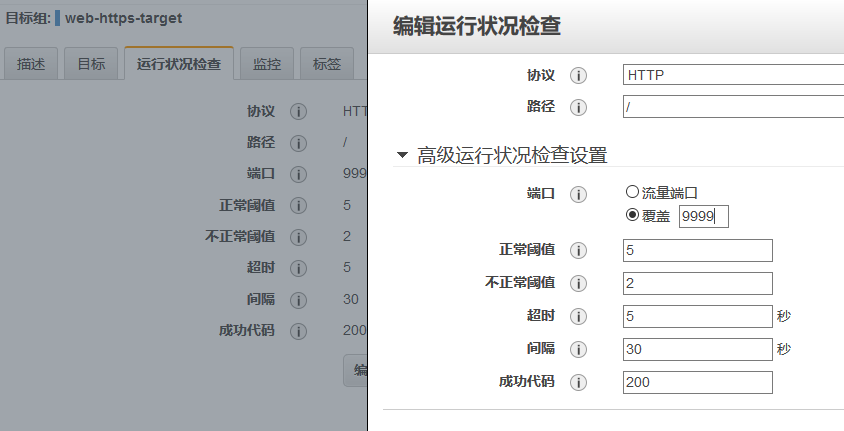 目标组: web-https-target
描述 目标 运行状况检查 监控 标签
协议 HTT
路径 /
端口 999
正常阈值 5
不正常阈值 2
超时 5
间隔 30
成功代码 200
编
编辑运行状况检查
协议 HTTP
路径 /
高级运行状况检查设置
端口 流量端口
覆盖 9999
正常阈值 5
不正常阈值 2
超时 5 秒
间隔 30 秒
成功代码 200